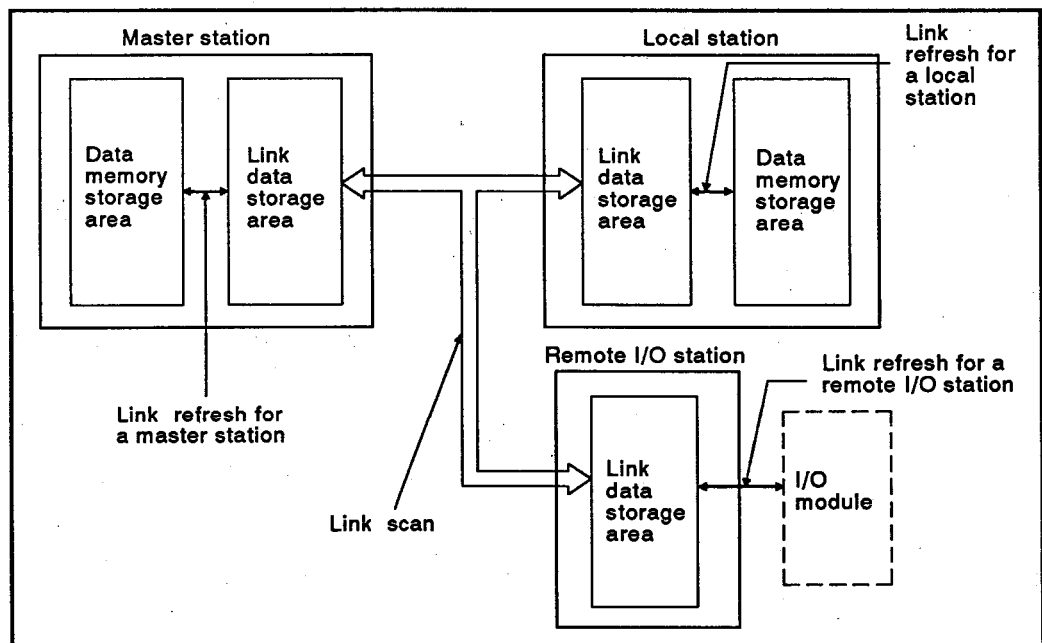 Master station
Local station
Link
refresh for
a local
station
Data
memory
storage
area
Link
data
storage
area
Link
data
storage
area
Data
memory
storage
area
Link refresh for
a master station
Link scan
Remote I/O station
Link refresh for a
remote I/O station
Link
data
storage
area
I/O
module